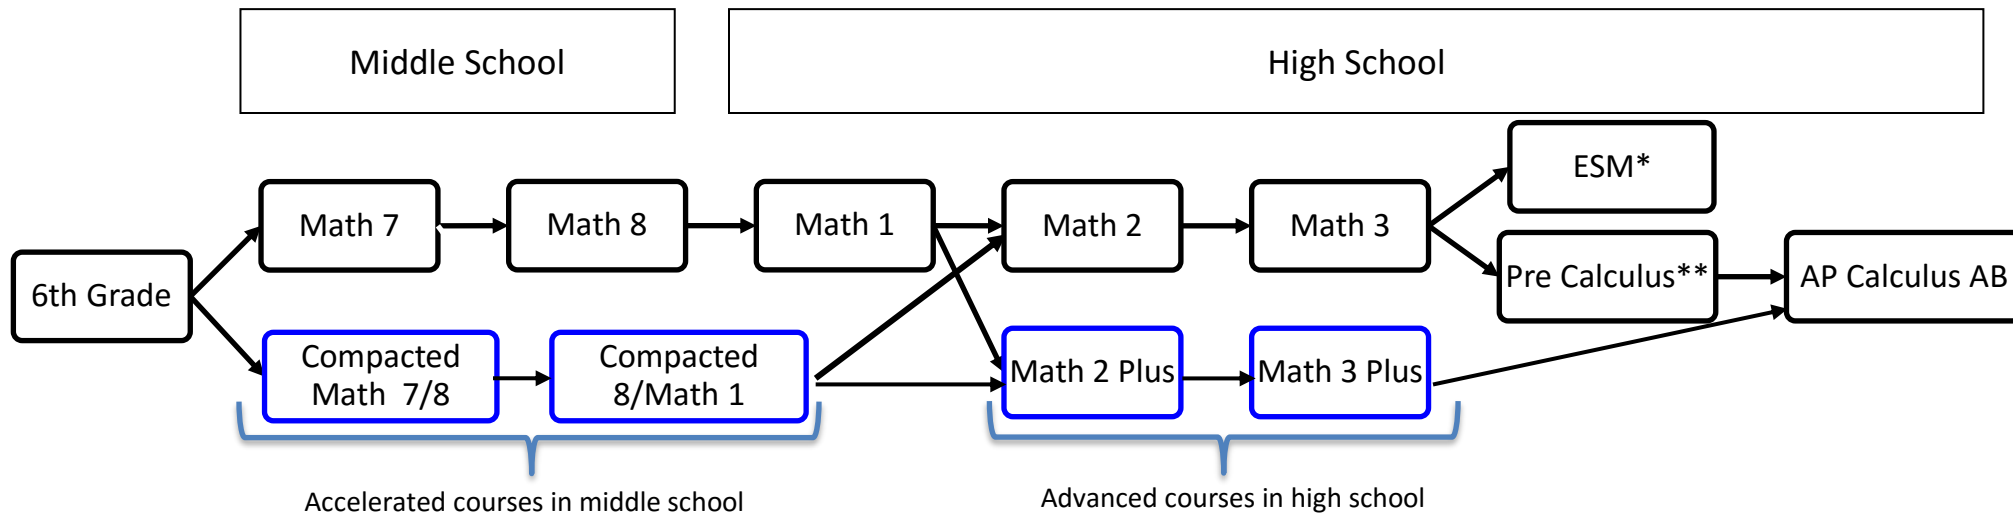 Middle School
High School
ESM*
Math 7
Math 8
Math 1
Math 2
Math 3
6th Grade
Pre Calculus**
AP Calculus AB
Compacted
Math 7/8
Compacted
8/Math 1
Math 2 Plus
Math 3 Plus
Accelerated courses in middle school
Advanced courses in high school